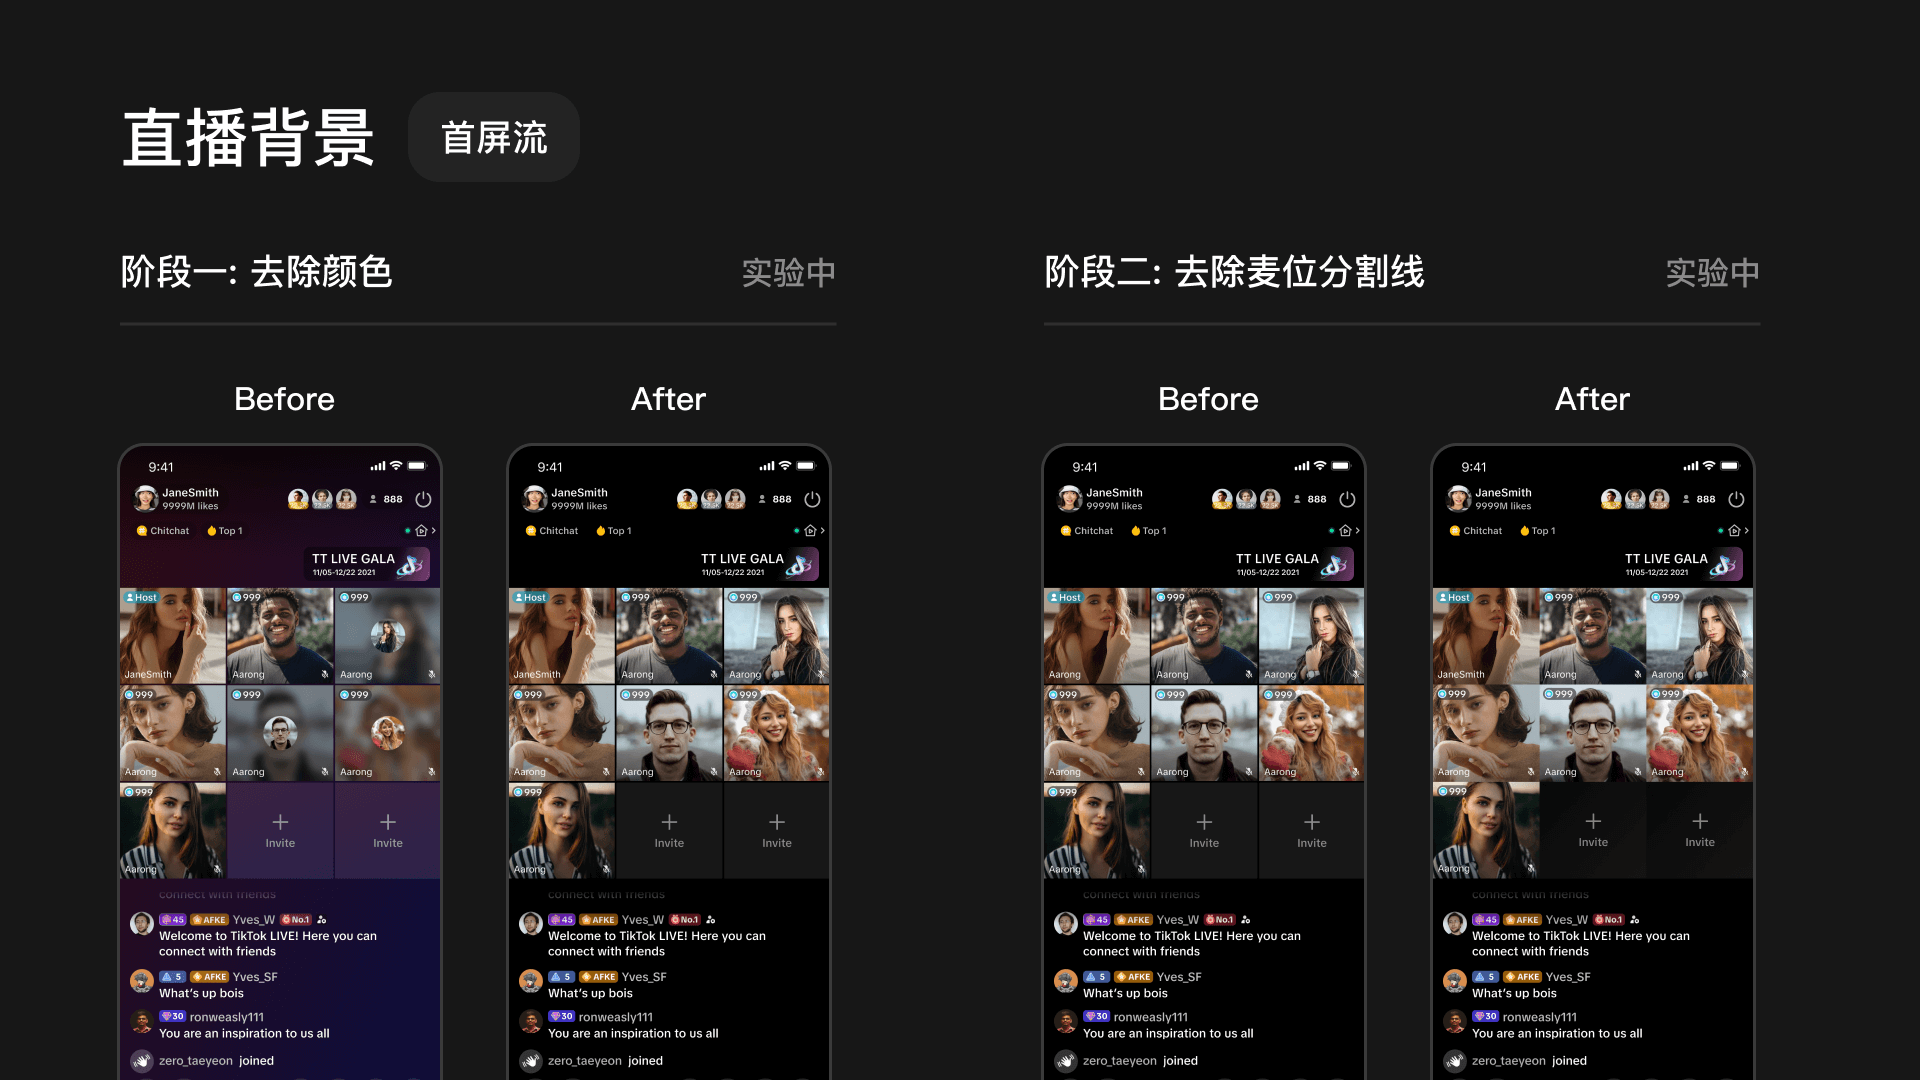 直播背景
首屏流
阶段一: 去除颜色
实验中
Before
After
9:41
JaneSmith
9999M likes
888
Chitchat
Top 1
TT LIVE GALA
11/05-12/22 2021
Host
999
999
JaneSmith
Aarong
Aarong
999
999
999
Aarong
Aarong
Aarong
999
Aarong
Invite
Invite
connect with friends
45 AFKE Yves_W No.1
Welcome to TikTok LIVE! Here you can
connect with friends
5 AFKE Yves_SF
What's up bois
30 ronweasly111
You are an inspiration to us all
zero_taeyeon joined
9:41
JaneSmith
9999M likes
888
Chitchat
Top 1
TT LIVE GALA
11/05-12/22 2021
Host
999
999
JaneSmith
Aarong
Aarong
999
999
999
Aarong
Aarong
Aarong
999
Aarong
Invite
Invite
connect with friends
45 AFKE Yves_W No.1
Welcome to TikTok LIVE! Here you can
connect with friends
5 AFKE Yves_SF
What's up bois
30 ronweasly111
You are an inspiration to us all
zero_taeyeon joined
阶段二: 去除麦位分割线
实验中
Before
After
9:41
JaneSmith
9999M likes
888
Chitchat
Top 1
TT LIVE GALA
11/05-12/22 2021
Host
999
999
Aarong
Aarong
Aarong
999
999
999
Aarong
Aarong
Aarong
999
Aarong
Invite
Invite
connect with friends
45 AFKE Yves_W No.1
Welcome to TikTok LIVE! Here you can
connect with friends
5 AFKE Yves_SF
What's up bois
30 ronweasly111
You are an inspiration to us all
zero_taeyeon joined
9:41
JaneSmith
9999M likes
888
Chitchat
Top 1
TT LIVE GALA
11/05-12/22 2021
Host
999
999
JaneSmith
Aarong
Aarong
999
999
999
Aarong
Aarong
Aarong
999
Aarong
Invite
Invite
connect with friends
45 AFKE Yves_W No.1
Welcome to TikTok LIVE! Here you can
connect with friends
5 AFKE Yves_SF
What's up bois
30 ronweasly111
You are an inspiration to us all
zero_taeyeon joined